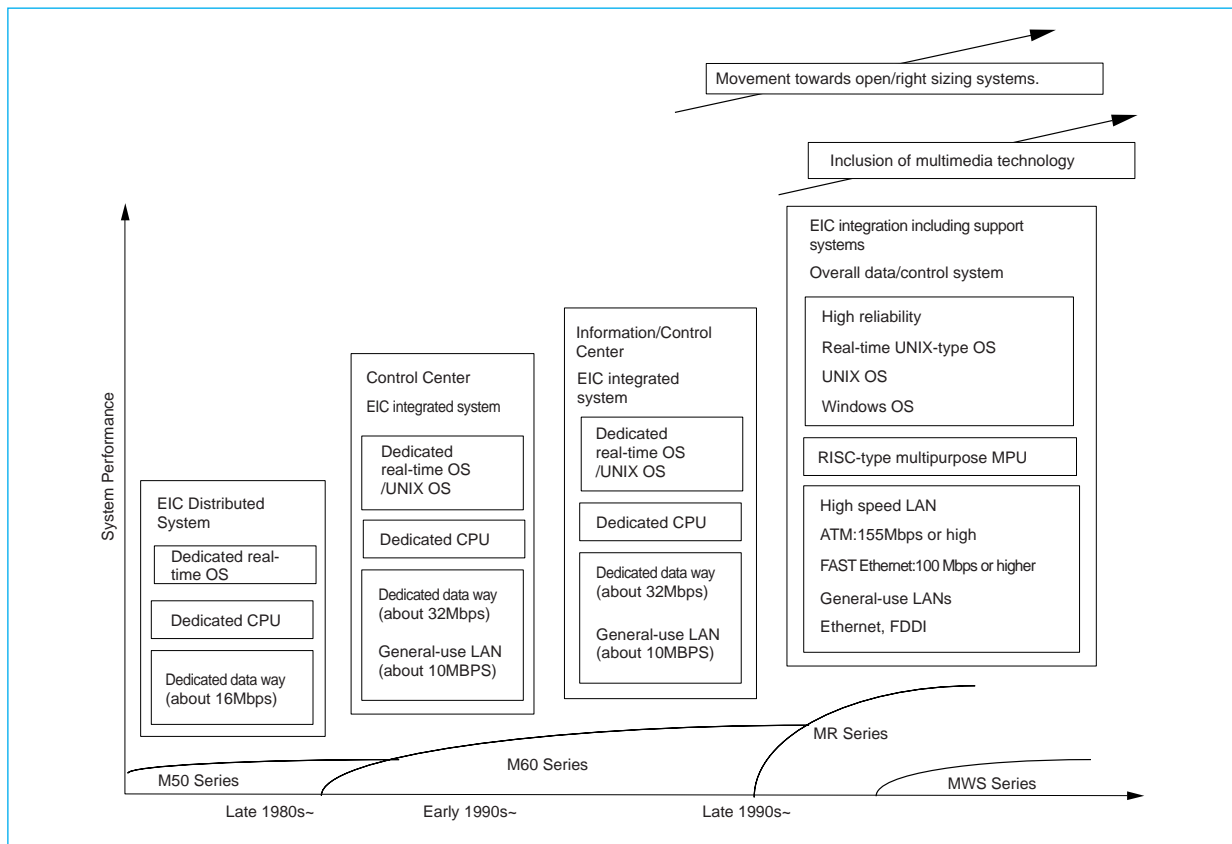 Movement towards open/right sizing systems.
Inclusion of multimedia technology
System Performance
EIC Distributed
System
Dedicated real-
time OS
Dedicated CPU
Dedicated data way
(about 16Mbps)
Control Center
EIC integrated system
Dedicated
real-time OS
/UNIX OS
Dedicated CPU
Dedicated data way
(about 32Mbps)
General-use LAN
(about 10MBPS)
Information/Control
Center
EIC integrated
system
Dedicated
real-time OS
/UNIX OS
Dedicated CPU
Dedicated data way
(about 32Mbps)
General-use LAN
(about 10MBPS)
EIC integration including support
systems
Overall data/control system
High reliability
Real-time UNIX-type OS
UNIX OS
Windows OS
RISC-type multipurpose MPU
High speed LAN
ATM:155Mbps or high
FAST Ethernet:100 Mbps or higher
General-use LANs
Ethernet, FDDI
M50 Series
M60 Series
MR Series
MWS Series
Late 1980s~
Early 1990s~
Late 1990s~